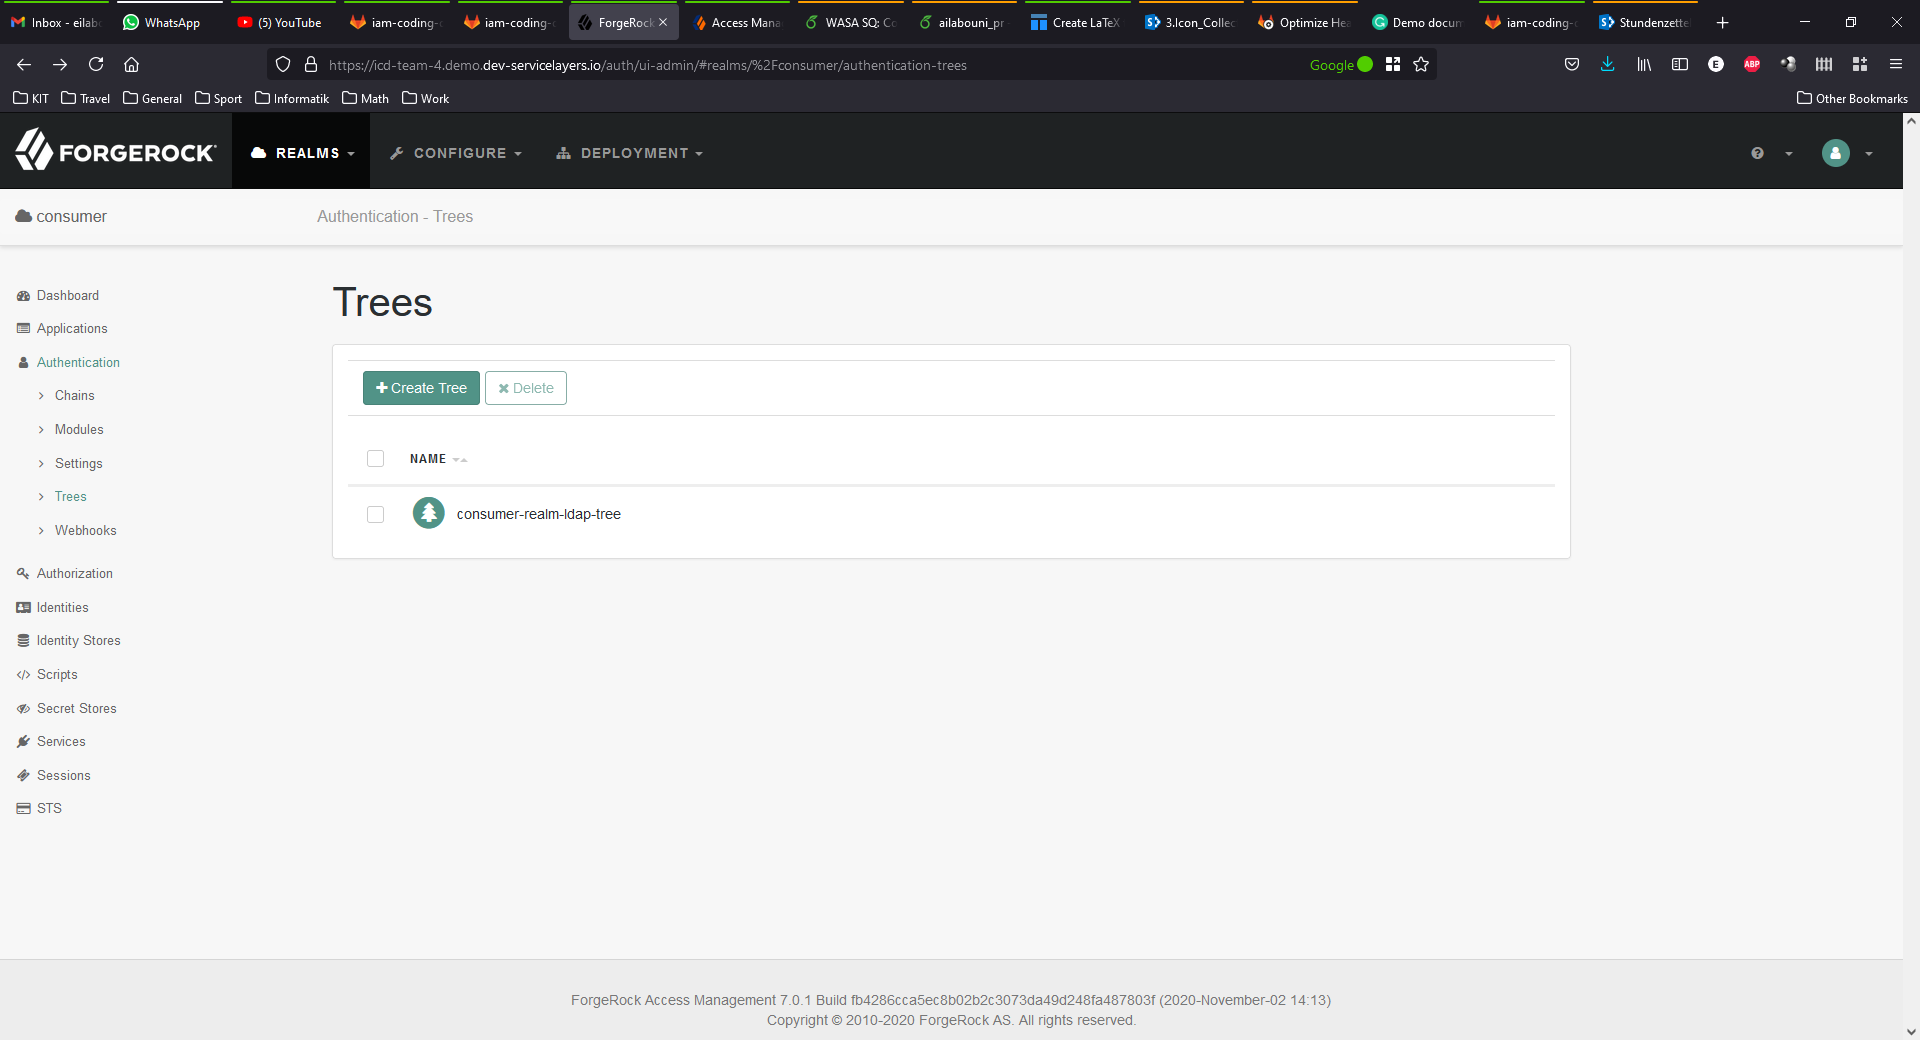 Inbox - eilab
WhatsApp
(5) YouTube
iam-coding-
iam-coding-
ForgeRock
Access Mana
WASA SQ: Co
ailabouni_pr
Create LaTeX
3.Icon_Collec
Optimize Hea
Demo docum
iam-coding-
Stundenzette
https://icd-team-4.demo.dev-servicelayers.io/auth/ui-admin/#realms/%2Fconsumer/authentication-trees
Google
E
ABP
KIT
Travel
General
Sport
Informatik
Math
Work
Other Bookmarks
FORGEROCK
REALMS
CONFIGURE
DEPLOYMENT
consumer
Authentication - Trees
Dashboard
Applications
Authentication
Chains
Modules
Settings
Trees
Webhooks
Authorization
Identities
Identity Stores
Scripts
Secret Stores
Services
Sessions
STS
Trees
Create Tree
Delete
NAME
consumer-realm-ldap-tree
ForgeRock Access Management 7.0.1 Build fb4286cca5ec8b02b2c3073da49d248fa487803f (2020-November-02 14:13)
Copyright © 2010-2020 ForgeRock AS. All rights reserved.